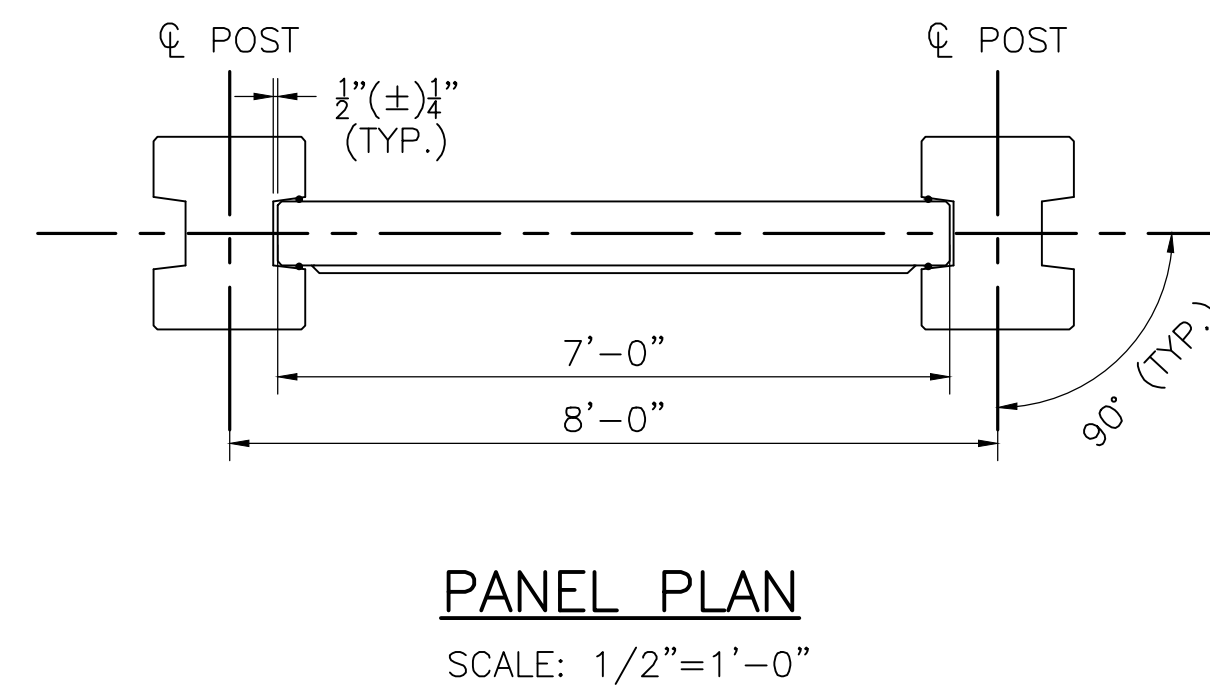 ℄ POST
℄ POST
1/2”(±)1/4”
(TYP.)
7’-0”
8’-0”
90° (TYP.)
PANEL PLAN
SCALE: 1/2”=1’-0”